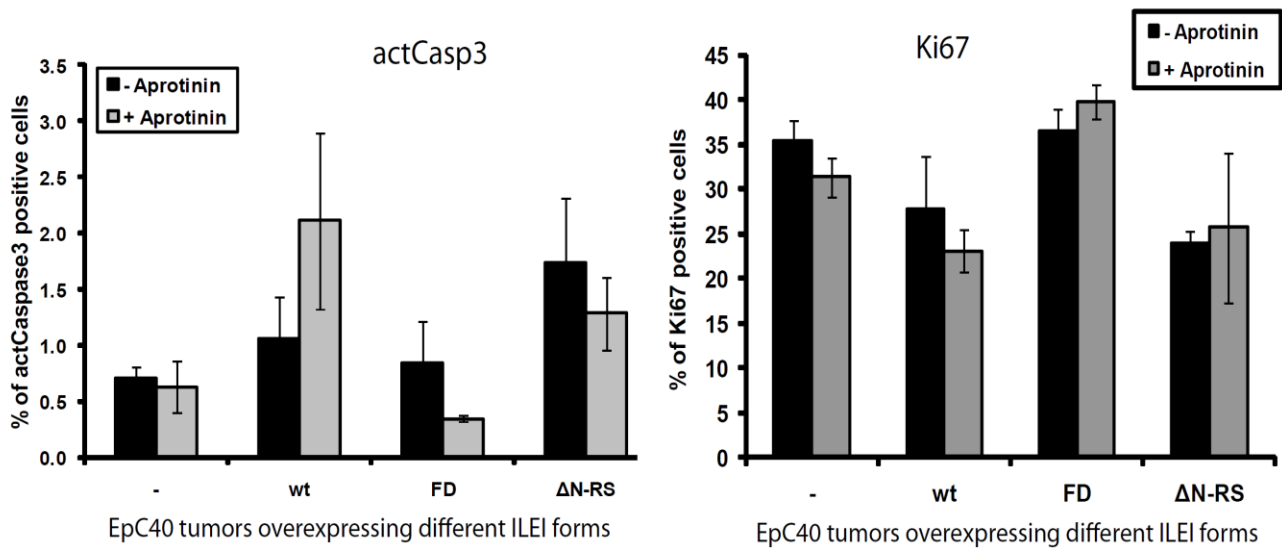 actCasp3
- Aprotinin
+ Aprotinin
% of actCaspase3 positive cells
3.5
3.0
2.5
2.0
1.5
1.0
0.5
0.0
- wt FD ΔN-RS
EpC40 tumors overexpressing different ILEI forms
Ki67
- Aprotinin
+ Aprotinin
% of Ki67 positive cells
45
40
35
30
25
20
15
10
5
0
- wt FD ΔN-RS
EpC40 tumors overexpressing different ILEI forms